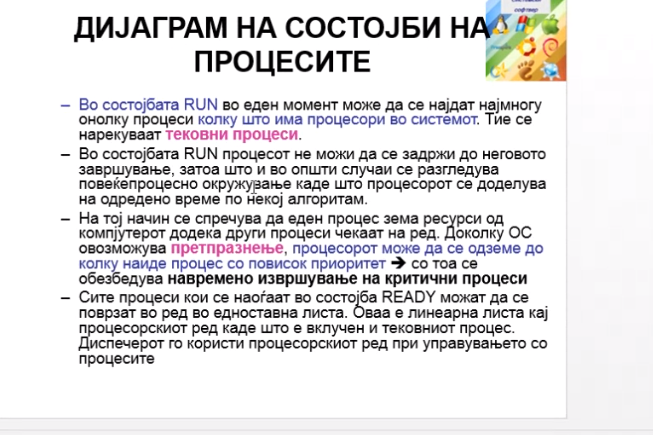 ДИЈАГРАМ НА СОСТОЈБИ НА
ПРОЦЕСИТЕ
софтвер
– Во состојбата RUN во еден момент може да се најдат најмногу
онолку процеси колку што има процесори во системот. Тие се
нарекуваат тековни процеси.
– Во состојбата RUN процесот не можи да се задржи до неговото
завршување, затоа што и во општи случаи се разгледува
повеќепроцесно окружување каде што процесорот се доделува
на одредено време по некој алгоритам.
– На тој начин се спречува да еден процес зема ресурси од
компјутерот додека други процеси чекаат на ред. Доколку ОС
овозможува претпразнење, процесорот може да се одземе до
колку наиде процес со повисок приоритет ➔ со тоа се
обезбедува навремено извршување на критични процеси
– Сите процеси кои се наоѓаат во состојба READY можат да се
поврзат во ред во едноставна листа. Оваа е линеарна листа кај
процесорскиот ред каде што е вклучен и тековниот процес.
Диспечерот го користи процесорскиот ред при управувањето со
процесите